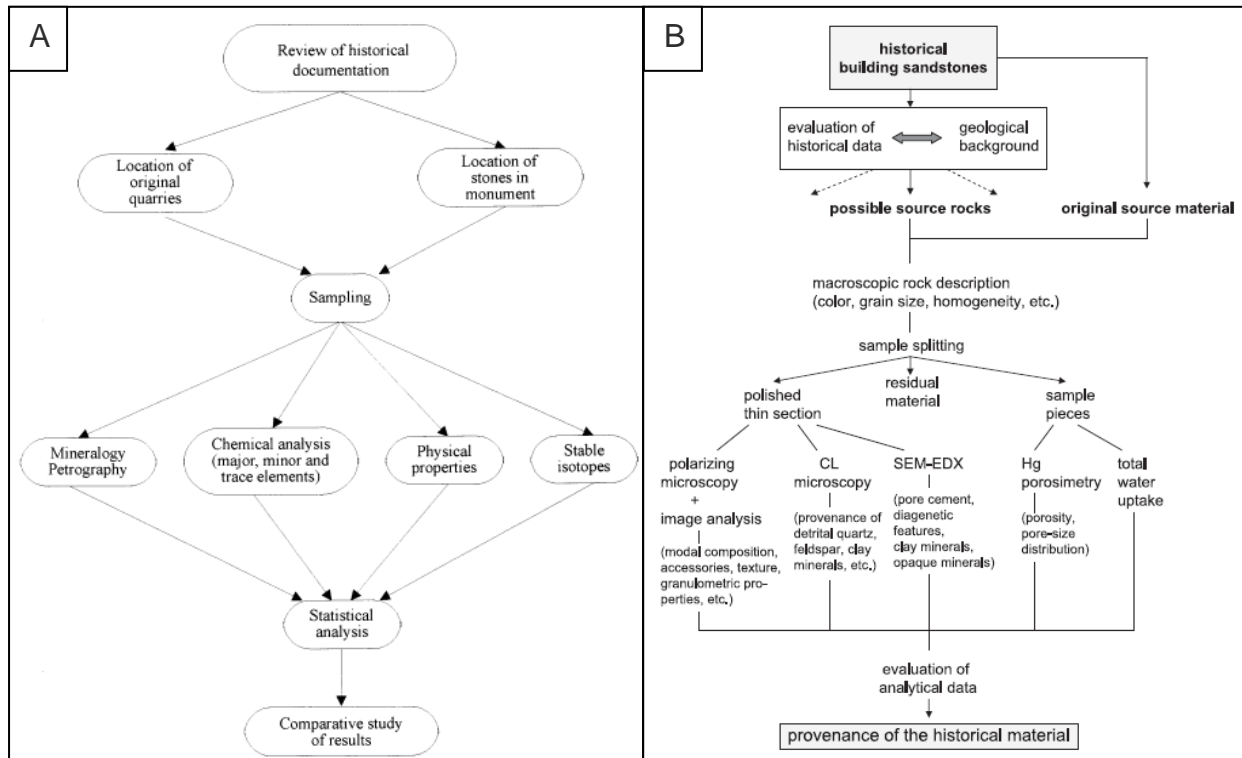 A
Review of historical
documentation
Location of
original
quarries
Location of
stones in
monument
Sampling
Mineralogy
Petrography
Chemical analysis
(major, minor and
trace elements)
Physical
properties
Stable
isotopes
Statistical
analysis
Comparative study
of results
B
historical
building sandstones
evaluation of
historical data
geological
background
possible source rocks
original source material
macroscopic rock description
(color, grain size, homogeneity, etc.)
sample splitting
polished
thin section
residual
material
sample
pieces
polarizing
microscopy
+
image analysis
(modal composition,
accessories, texture,
granulometric pro-
perties, etc.)
CL
microscopy
(provenance of
detrital quartz,
feldspar, clay
minerals, etc.)
SEM-EDX
(pore cement,
diagenetic
features,
clay minerals,
opaque minerals)
Hg
porosimetry
(porosity,
pore-size
distribution)
total
water
uptake
evaluation of
analytical data
provenance of the historical material